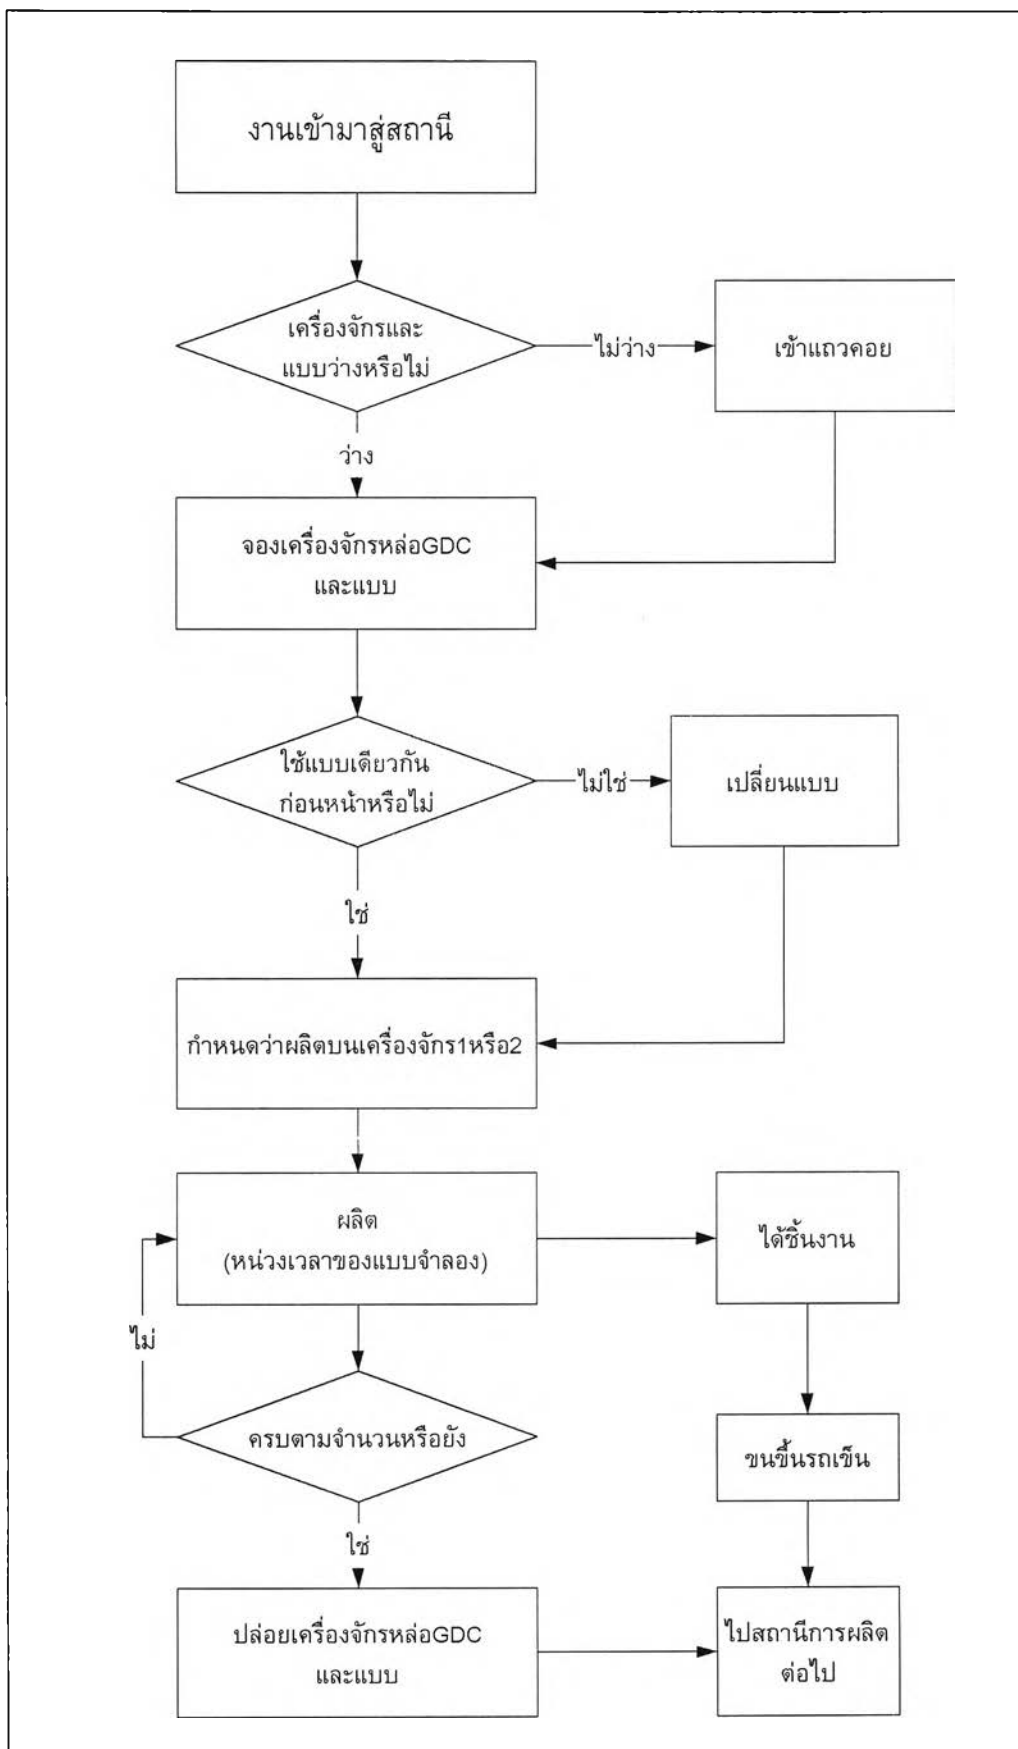 งานเข้ามาสู่สถานี
เครื่องจักรและ
แบบว่างหรือไม่
ไม่ว่าง
เข้าแถวคอย
ว่าง
จองเครื่องจักรหล่อGDC
และแบบ
ใช้แบบเดียวกัน
ก่อนหน้าหรือไม่
ไม่ใช่
เปลี่ยนแบบ
ใช่
กำหนดว่าผลิตบนเครื่องจักร1หรือ2
ผลิต
(หน่วงเวลาของแบบจำลอง)
ได้ชิ้นงาน
ไม่
ครบตามจำนวนหรือยัง
ขนขึ้นรถเข็น
ใช่
ปล่อยเครื่องจักรหล่อGDC
และแบบ
ไปสถานีการผลิต
ต่อไป